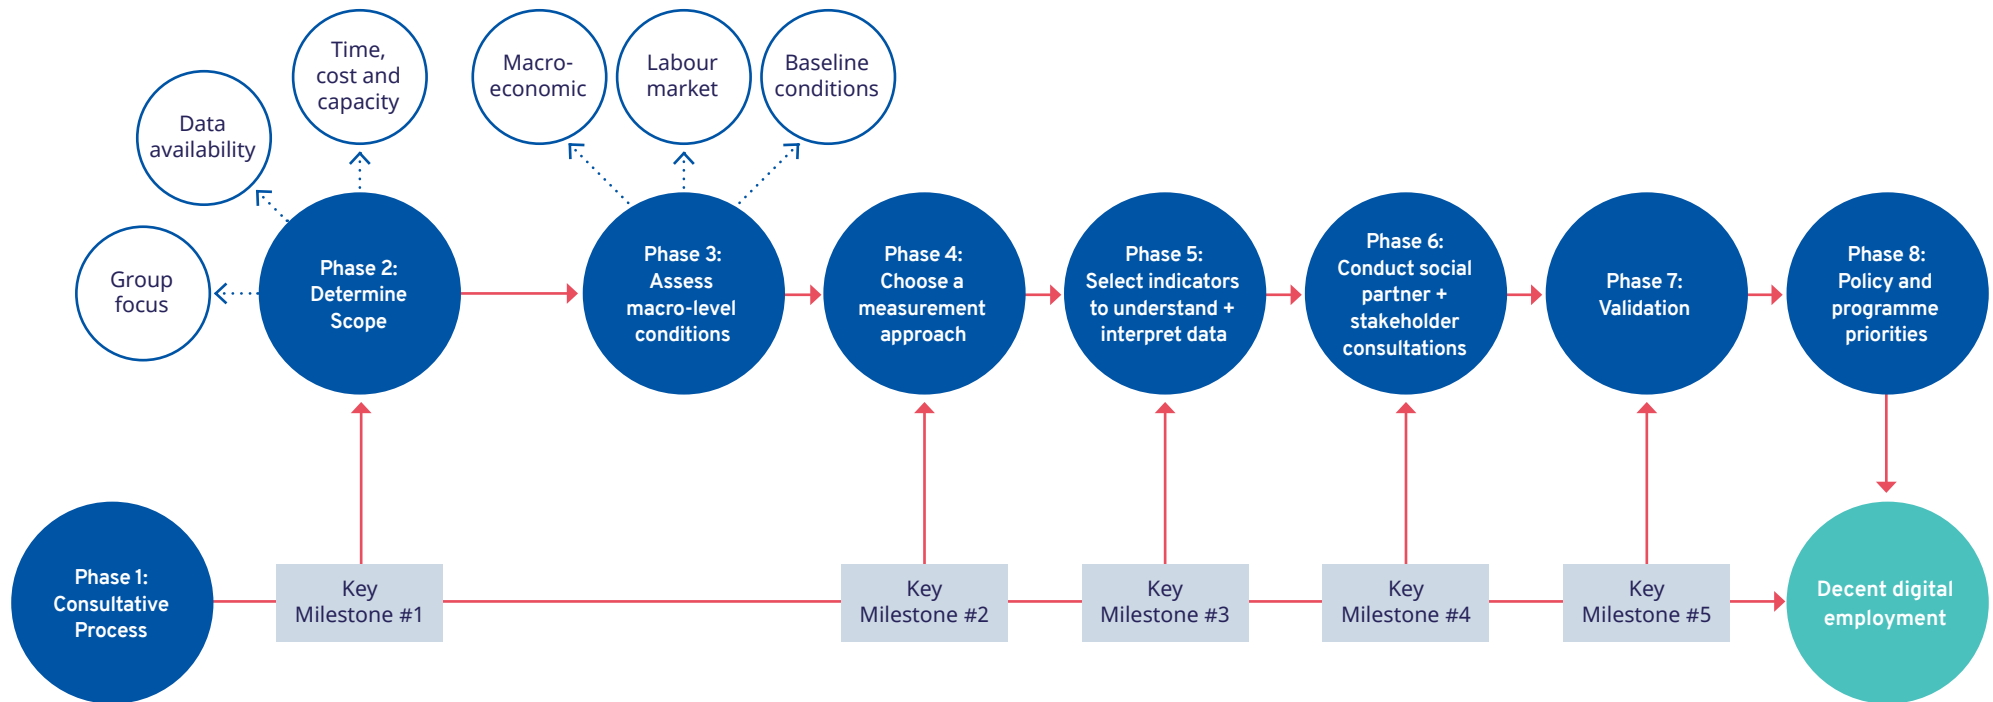 Time,
cost and
capacity
Macro-
economic
Labour
market
Baseline
conditions
Data
availability
Group
focus
Phase 2:
Determine
Scope
Phase 3:
Assess
macro-level
conditions
Phase 4:
Choose a
measurement
approach
Phase 5:
Select indicators
to understand +
interpret data
Phase 6:
Conduct social
partner +
stakeholder
consultations
Phase 7:
Validation
Phase 8:
Policy and
programme
priorities
Phase 1:
Consultative
Process
Key
Milestone #1
Key
Milestone #2
Key
Milestone #3
Key
Milestone #4
Key
Milestone #5
Decent digital
employment